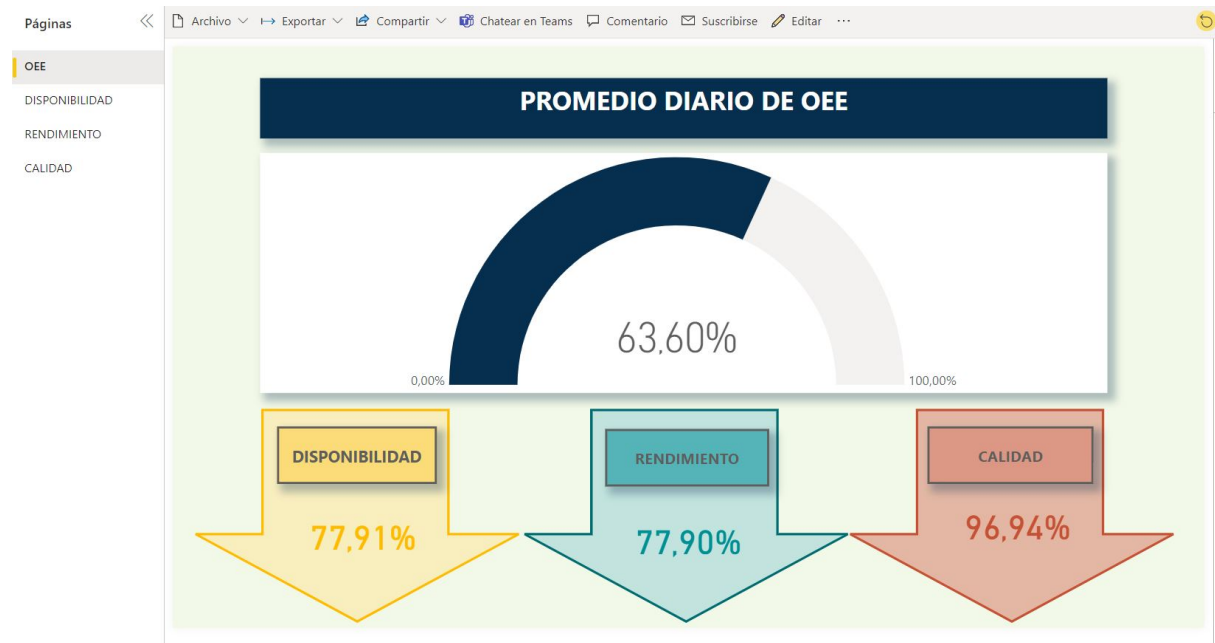 Páginas
Archivo Exportar Compartir Chatear en Teams Comentario Suscribirse Editar ...
OEE
DISPONIBILIDAD
RENDIMIENTO
CALIDAD
PROMEDIO DIARIO DE OEE
63,60%
0,00% 100,00%
DISPONIBILIDAD RENDIMIENTO CALIDAD
77,91% 77,90% 96,94%